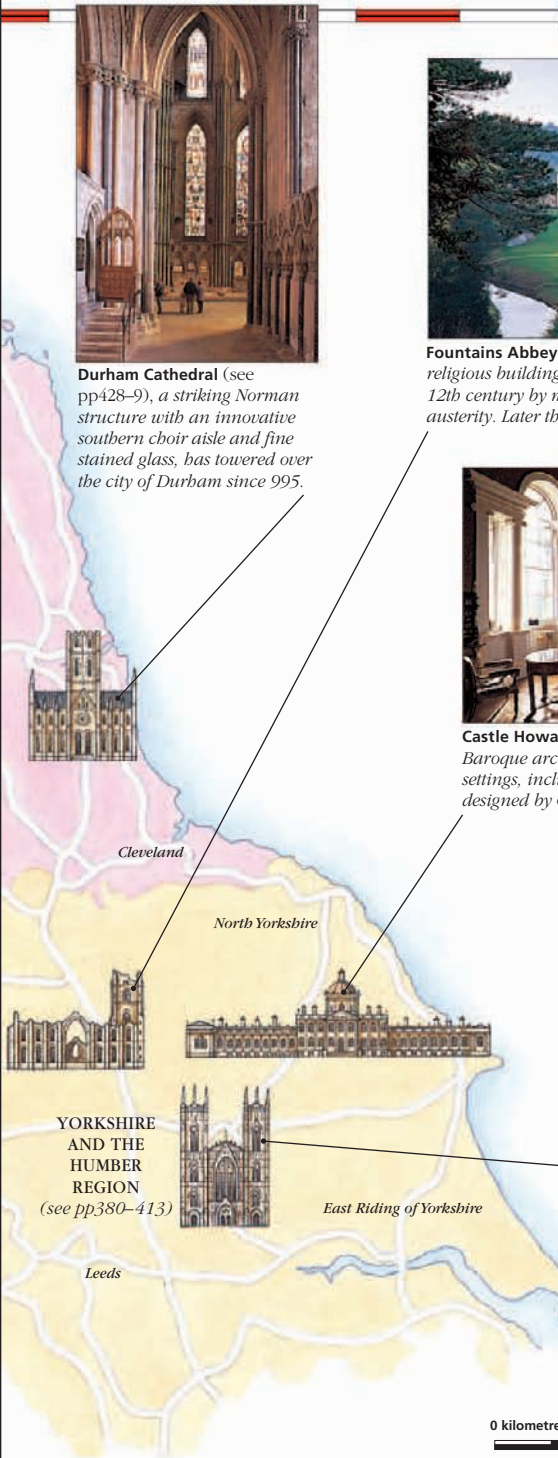 Durham Cathedral (see
pp428–9), a striking Norman
structure with an innovative
southern choir aisle and fine
stained glass, has towered over
the city of Durham since 995.
Fountains Abbey
religious building
12th century by
austerity. Later th
Castle Howa
Baroque arc
settings, incl
designed by
Cleveland
North Yorkshire
YORKSHIRE
AND THE
HUMBER
REGION
(see pp380–413)
East Riding of Yorkshire
Leeds
0 kilometre